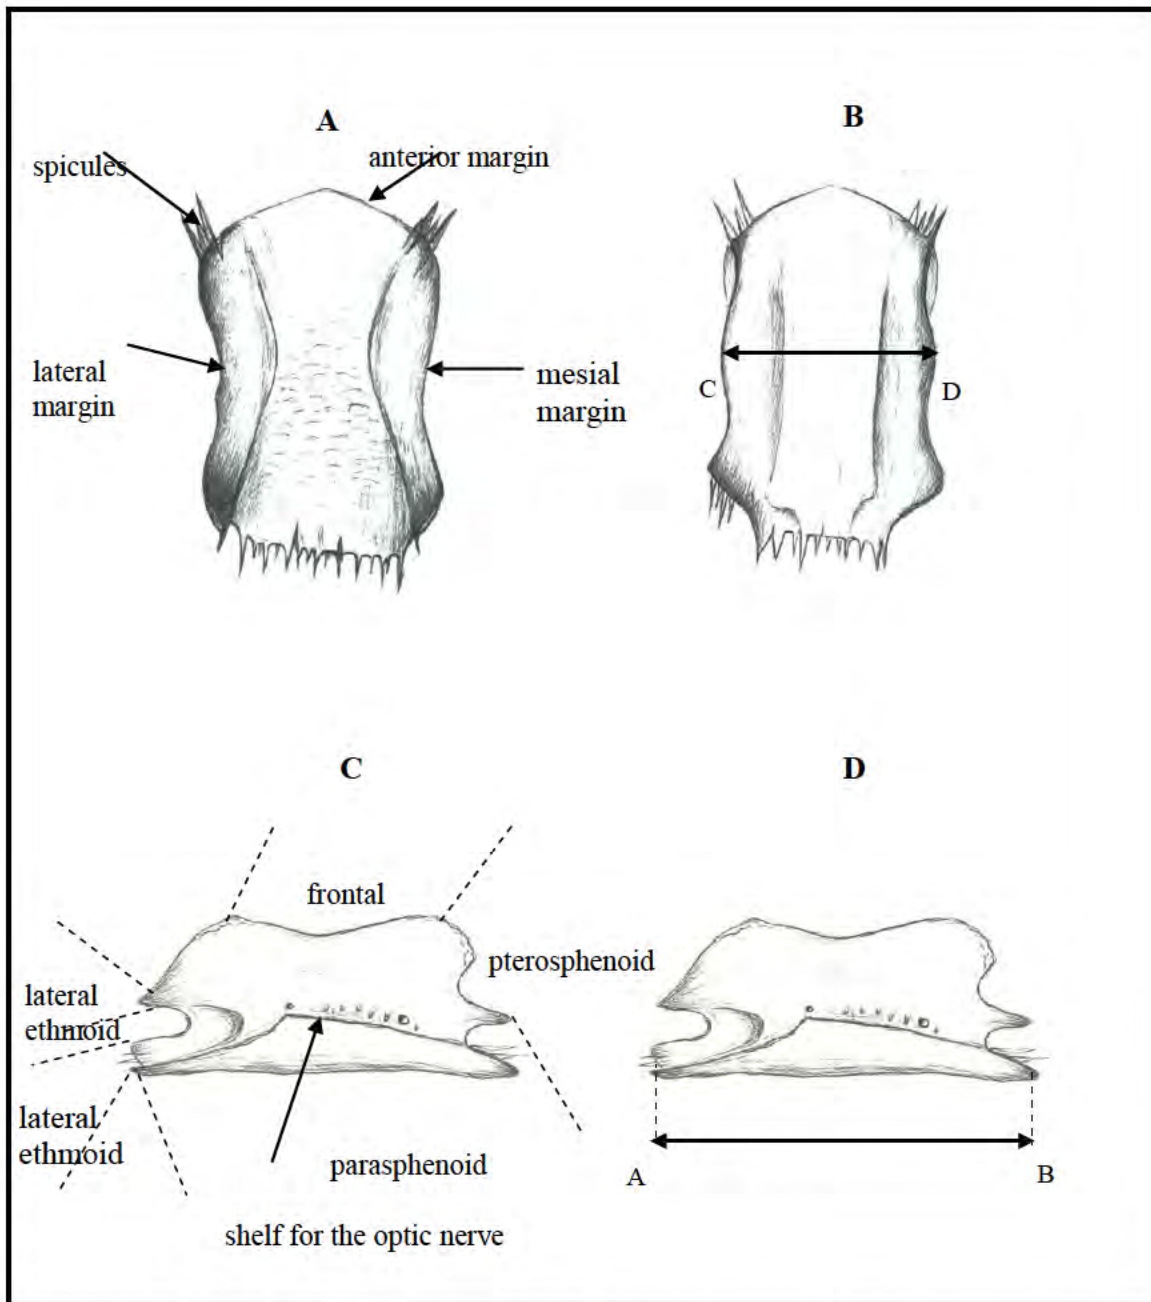 A
B
spicules
anterior margin
lateral
margin
mesial
margin
C
D
C
D
frontal
pterosphenoid
lateral
ethmoid
lateral
ethmoid
parasphenoid
shelf for the optic nerve
A
B